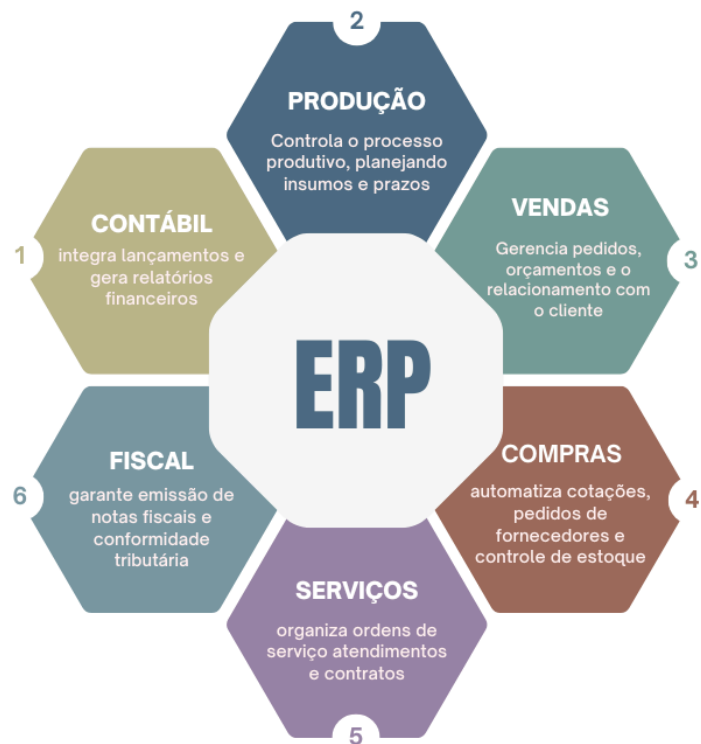 1
CONTÁBIL
integra lançamentos e
gera relatórios
financeiros
2
PRODUÇÃO
Controla o processo
produtivo, planejando
insumos e prazos
3
VENDAS
Gerencia pedidos,
orçamentos e o
relacionamento com
o cliente
4
COMPRAS
automatiza cotações,
pedidos de
fornecedores e
controle de estoque
5
SERVIÇOS
organiza ordens de
serviço atendimentos
e contratos
6
FISCAL
garante emissão de
notas fiscais e
conformidade
tributária
ERP